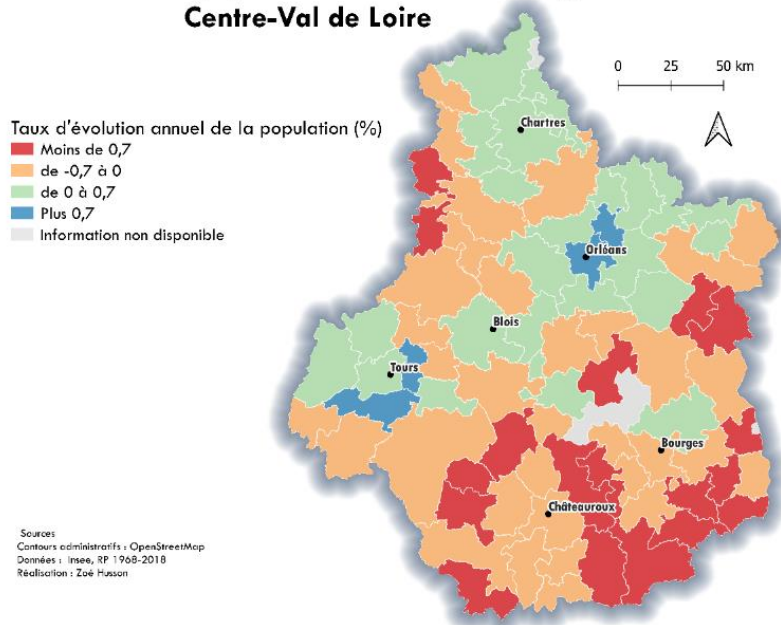 Centre-Val de Loire
0 25 50 km
Taux d'évolution annuel de la population (%)
Moins de 0,7
de -0,7 à 0
de 0 à 0,7
Plus 0,7
Information non disponible
Chartres
Orléans
Blois
Tours
Bourges
Châteauroux
Sources
Contours administratifs : OpenStreetMap
Données : Insee, RP 1968-2018
Réalisation : Zoé Husson